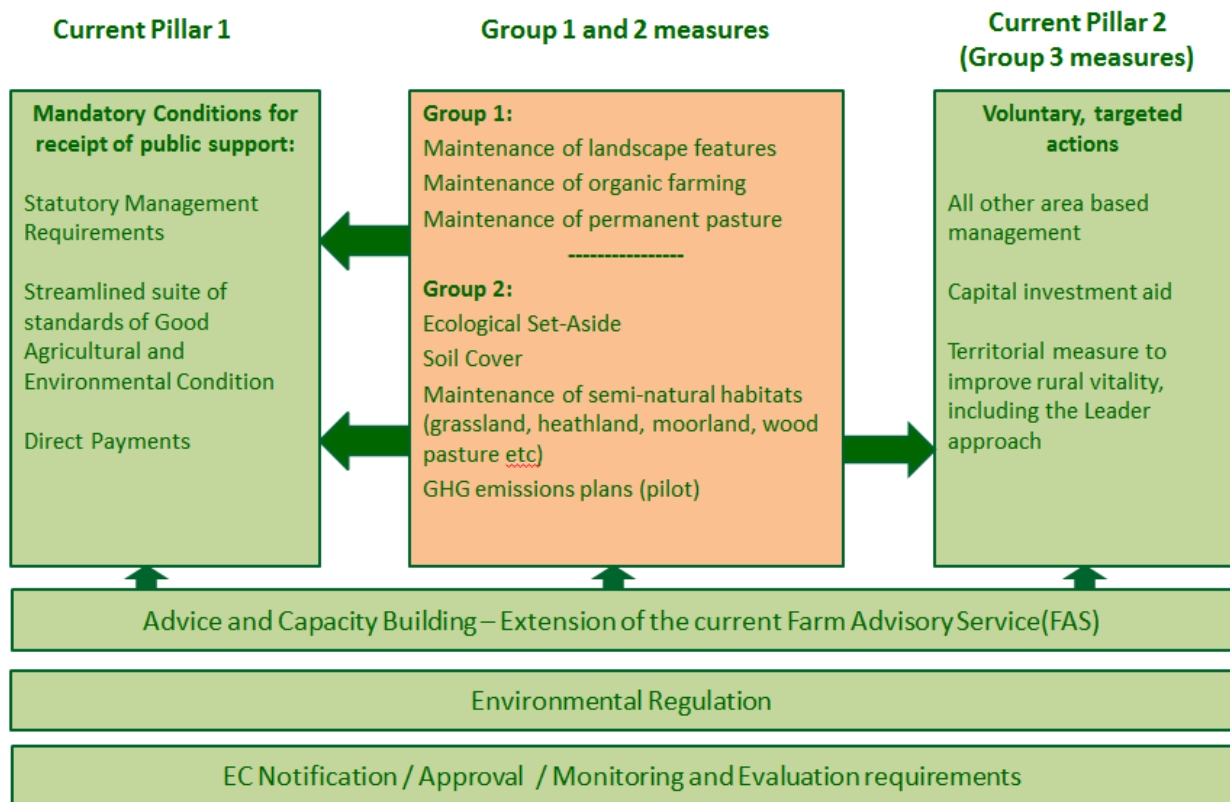 Current Pillar 1
Group 1 and 2 measures
Current Pillar 2
(Group 3 measures)
Mandatory Conditions for
receipt of public support:
Statutory Management
Requirements
Streamlined suite of
standards of Good
Agricultural and
Environmental Condition
Direct Payments
Group 1:
Maintenance of landscape features
Maintenance of organic farming
Maintenance of permanent pasture
----------------
Group 2:
Ecological Set-Aside
Soil Cover
Maintenance of semi-natural habitats
(grassland, heathland, moorland, wood
pasture etc)
GHG emissions plans (pilot)
Voluntary, targeted
actions
All other area based
management
Capital investment aid
Territorial measure to
improve rural vitality,
including the Leader
approach
Advice and Capacity Building – Extension of the current Farm Advisory Service(FAS)
Environmental Regulation
EC Notification / Approval / Monitoring and Evaluation requirements